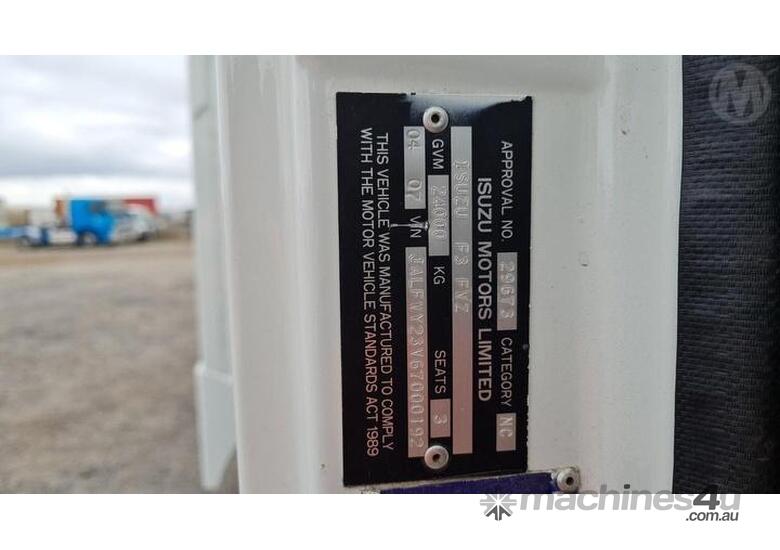 APPROVAL NO. 29673 CATEGORY NC
ISUZU MOTORS LIMITED
ISUZU F3 FVZ
GVM 24000 KG SEATS 3
04 07 VIN JALFVY23V67000192
THIS VEHICLE WAS MANUFACTURED TO COMPLY
WITH THE MOTOR VEHICLE STANDARDS ACT 1989
M
machines4u
.com.au